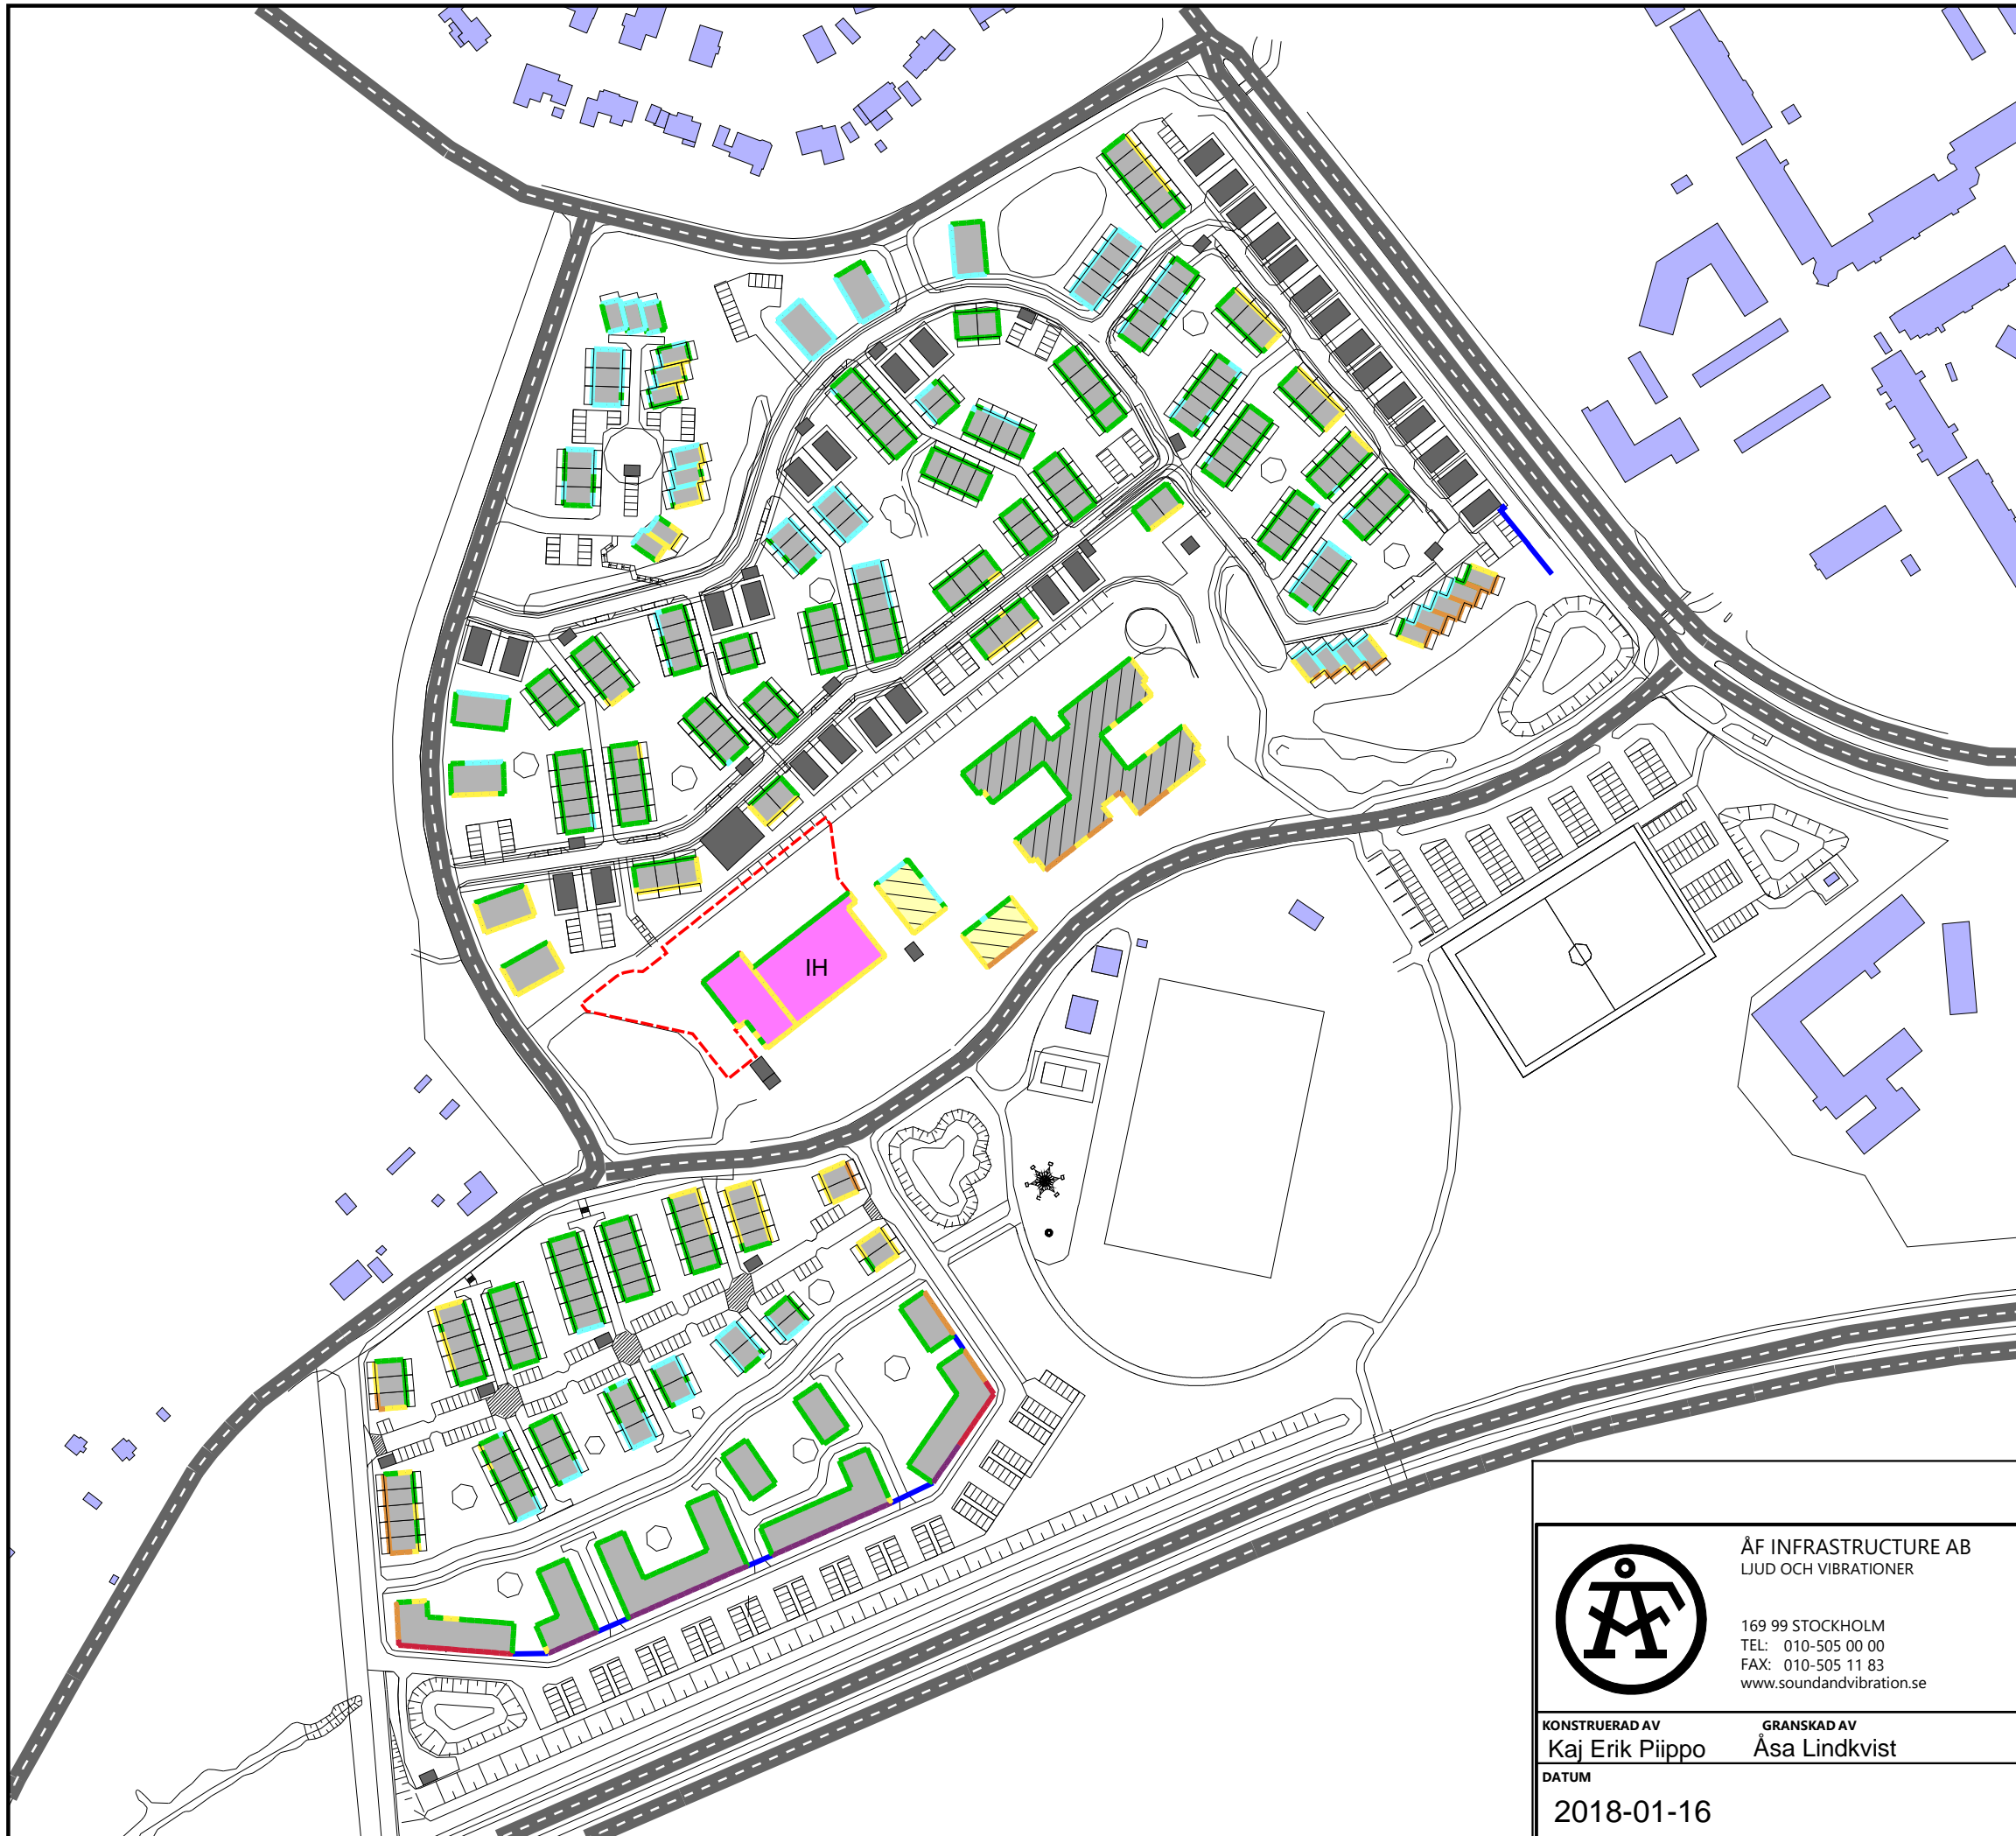 IH
ÅF
ÅF INFRASTRUCTURE AB
LJUD OCH VIBRATIONER
169 99 STOCKHOLM
TEL: 010-505 00 00
FAX: 010-505 11 83
www.soundandvibration.se
KONSTRUERAD AV GRANSKAD AV
Kaj Erik Piippo Åsa Lindkvist
DATUM
2018-01-16